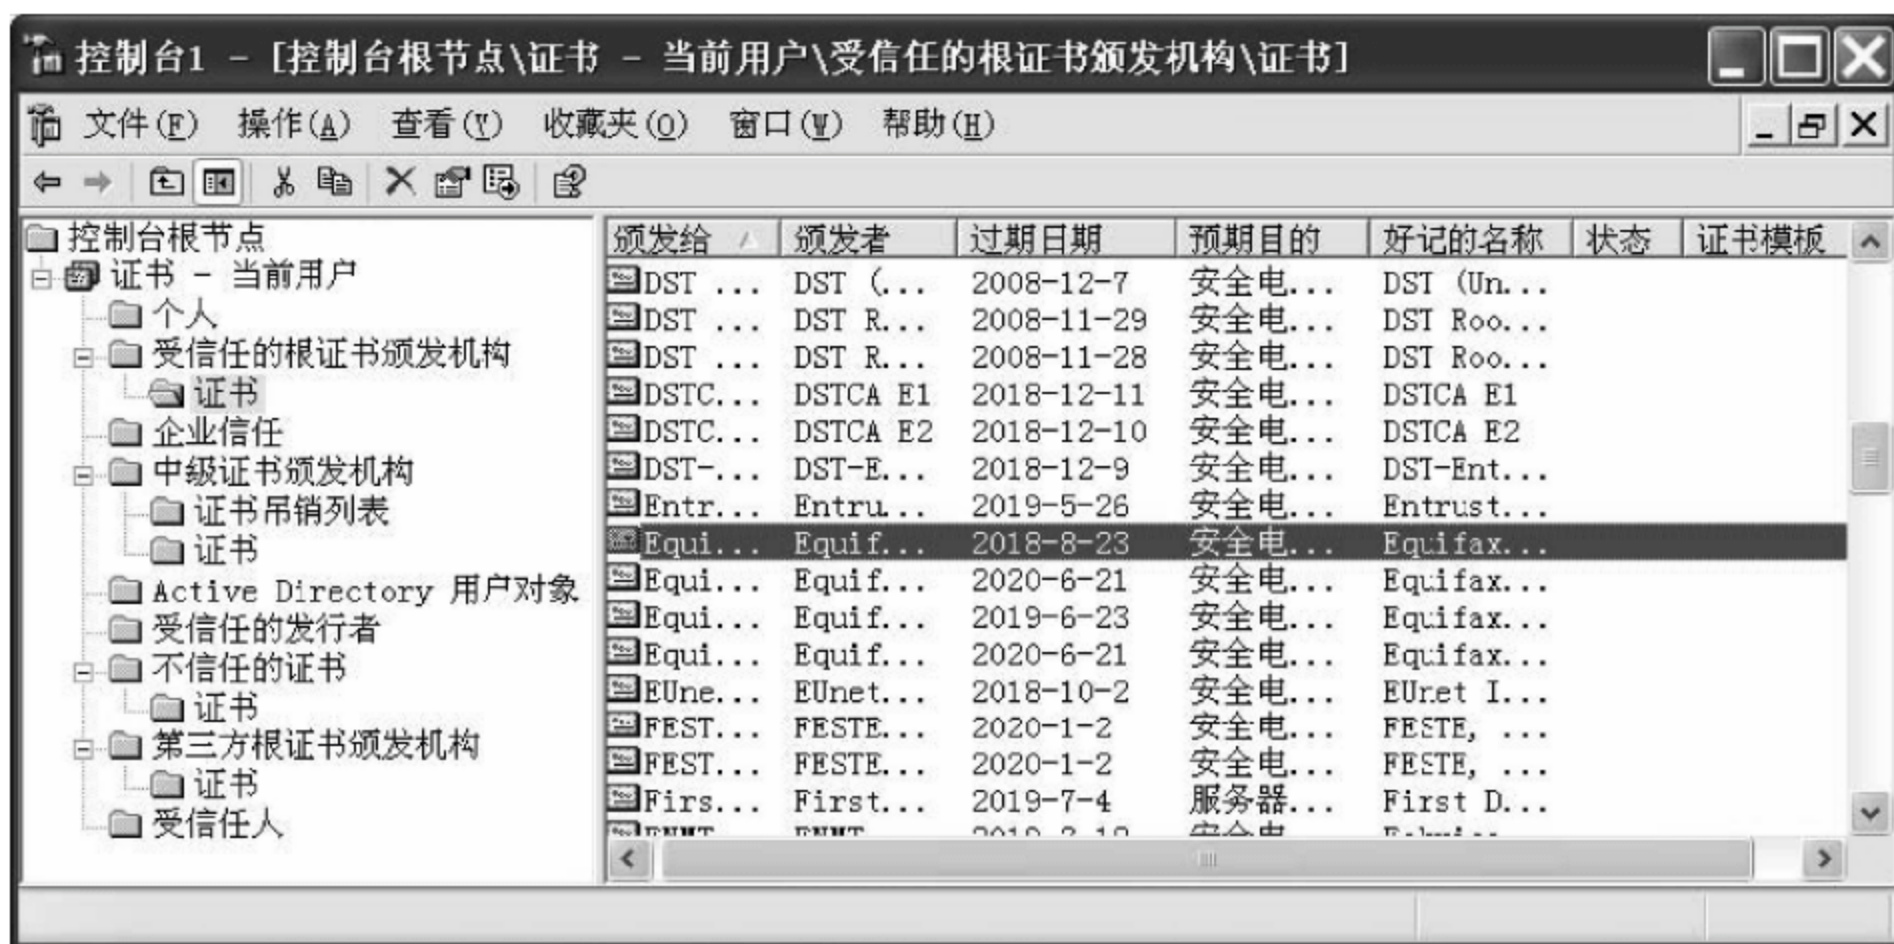 控制台1 - [控制台根节点\证书 - 当前用户\受信任的根证书颁发机构\证书]
文件(F) 操作(A) 查看(V) 收藏夹(O) 窗口(W) 帮助(H)
控制台根节点
证书 - 当前用户
个人
受信任的根证书颁发机构
证书
企业信任
中级证书颁发机构
证书吊销列表
证书
Active Directory 用户对象
受信任的发行者
不信任的证书
证书
第三方根证书颁发机构
证书
受信任人
颁发给 颁发者 过期日期 预期目的 好记的名称 状态 证书模板
DST ... DST (... 2008-12-7 安全电... DST (Un...
DST ... DST R... 2008-11-29 安全电... DST Roo...
DST ... DST R... 2008-11-28 安全电... DST Roo...
DSTC... DSTCA E1 2018-12-11 安全电... DSTCA E1
DSTC... DSTCA E2 2018-12-10 安全电... DSTCA E2
DST-... DST-E... 2018-12-9 安全电... DST-Ent...
Entr... Entru... 2019-5-26 安全电... Entrust...
Equi... Equif... 2018-8-23 安全电... Equifax...
Equi... Equif... 2020-6-21 安全电... Equifax...
Equi... Equif... 2019-6-23 安全电... Equifax...
Equi... Equif... 2020-6-21 安全电... Equifax...
EUne... EUnet... 2018-10-2 安全电... EUnet I...
FEST... FESTE... 2020-1-2 安全电... FESTE, ...
FEST... FESTE... 2020-1-2 安全电... FESTE, ...
Firs... First... 2019-7-4 服务器... First D...